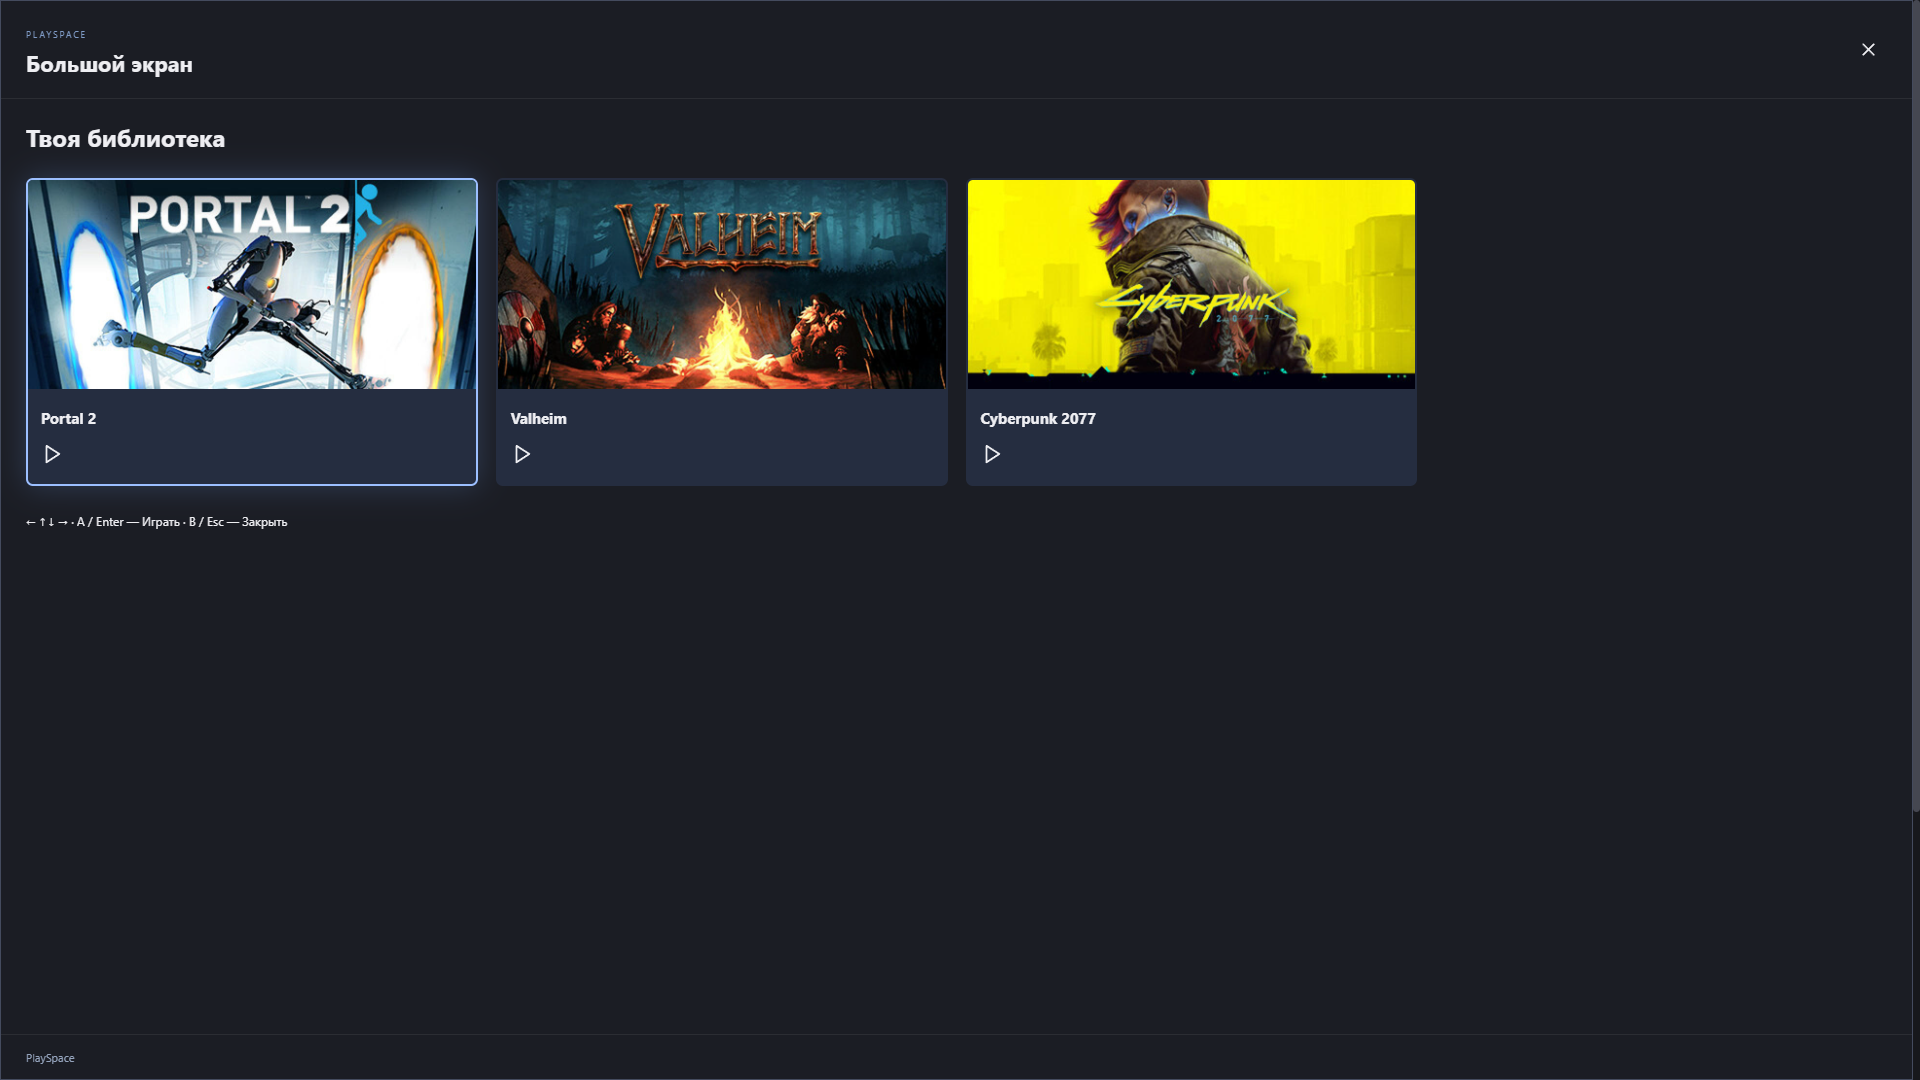 PLAYSPACE
Большой экран
Твоя библиотека
PORTAL 2
VALHEIM
Cyberpunk
2077
Portal 2
Valheim
Cyberpunk 2077
← ↑ ↓ → · A / Enter — Играть · B / Esc — Закрыть
PlaySpace